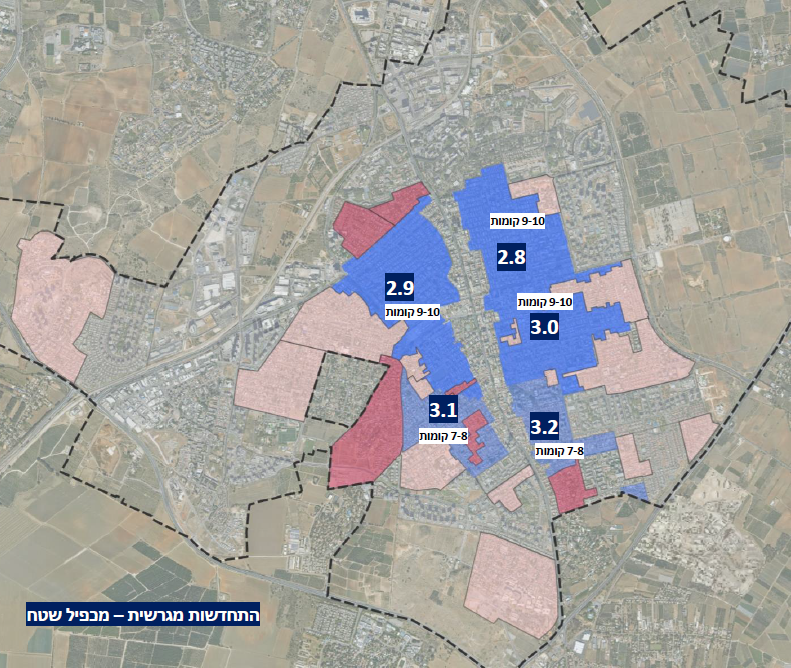 9-10 קומות
2.8
2.9
9-10 קומות
9-10 קומות
3.0
3.1
7-8 קומות
3.2
7-8 קומות
התחדשות מגרשית – מכפיל שטח